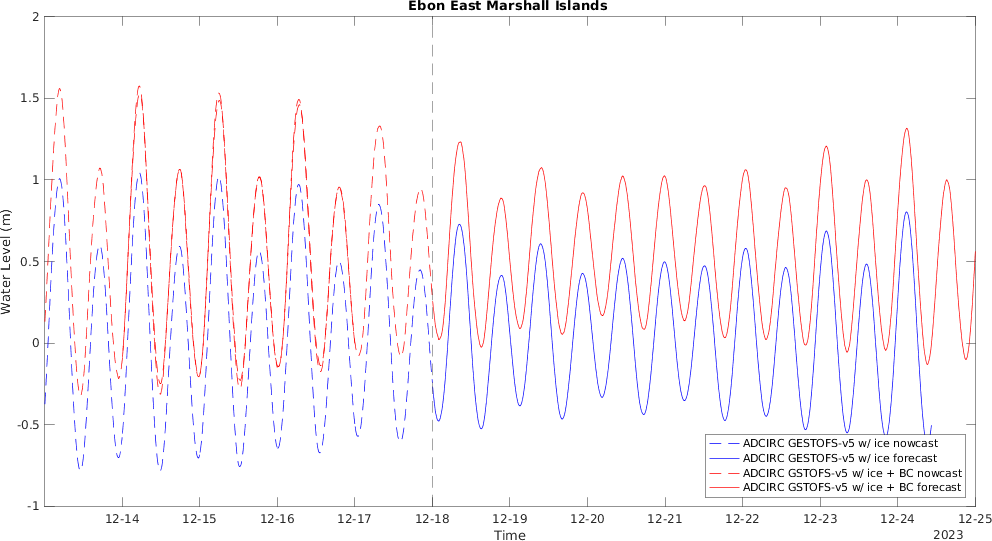 Ebon East Marshall Islands
2
1.5
1
0.5
0
-0.5
-1
Water Level (m)
12-14
12-15
12-16
12-17
12-18
12-19
12-20
12-21
12-22
12-23
12-24
12-25
Time
2023
ADCIRC GESTOFS-v5 w/ ice nowcast
ADCIRC GESTOFS-v5 w/ ice forecast
ADCIRC GSTOFS-v5 w/ ice + BC nowcast
ADCIRC GSTOFS-v5 w/ ice + BC forecast